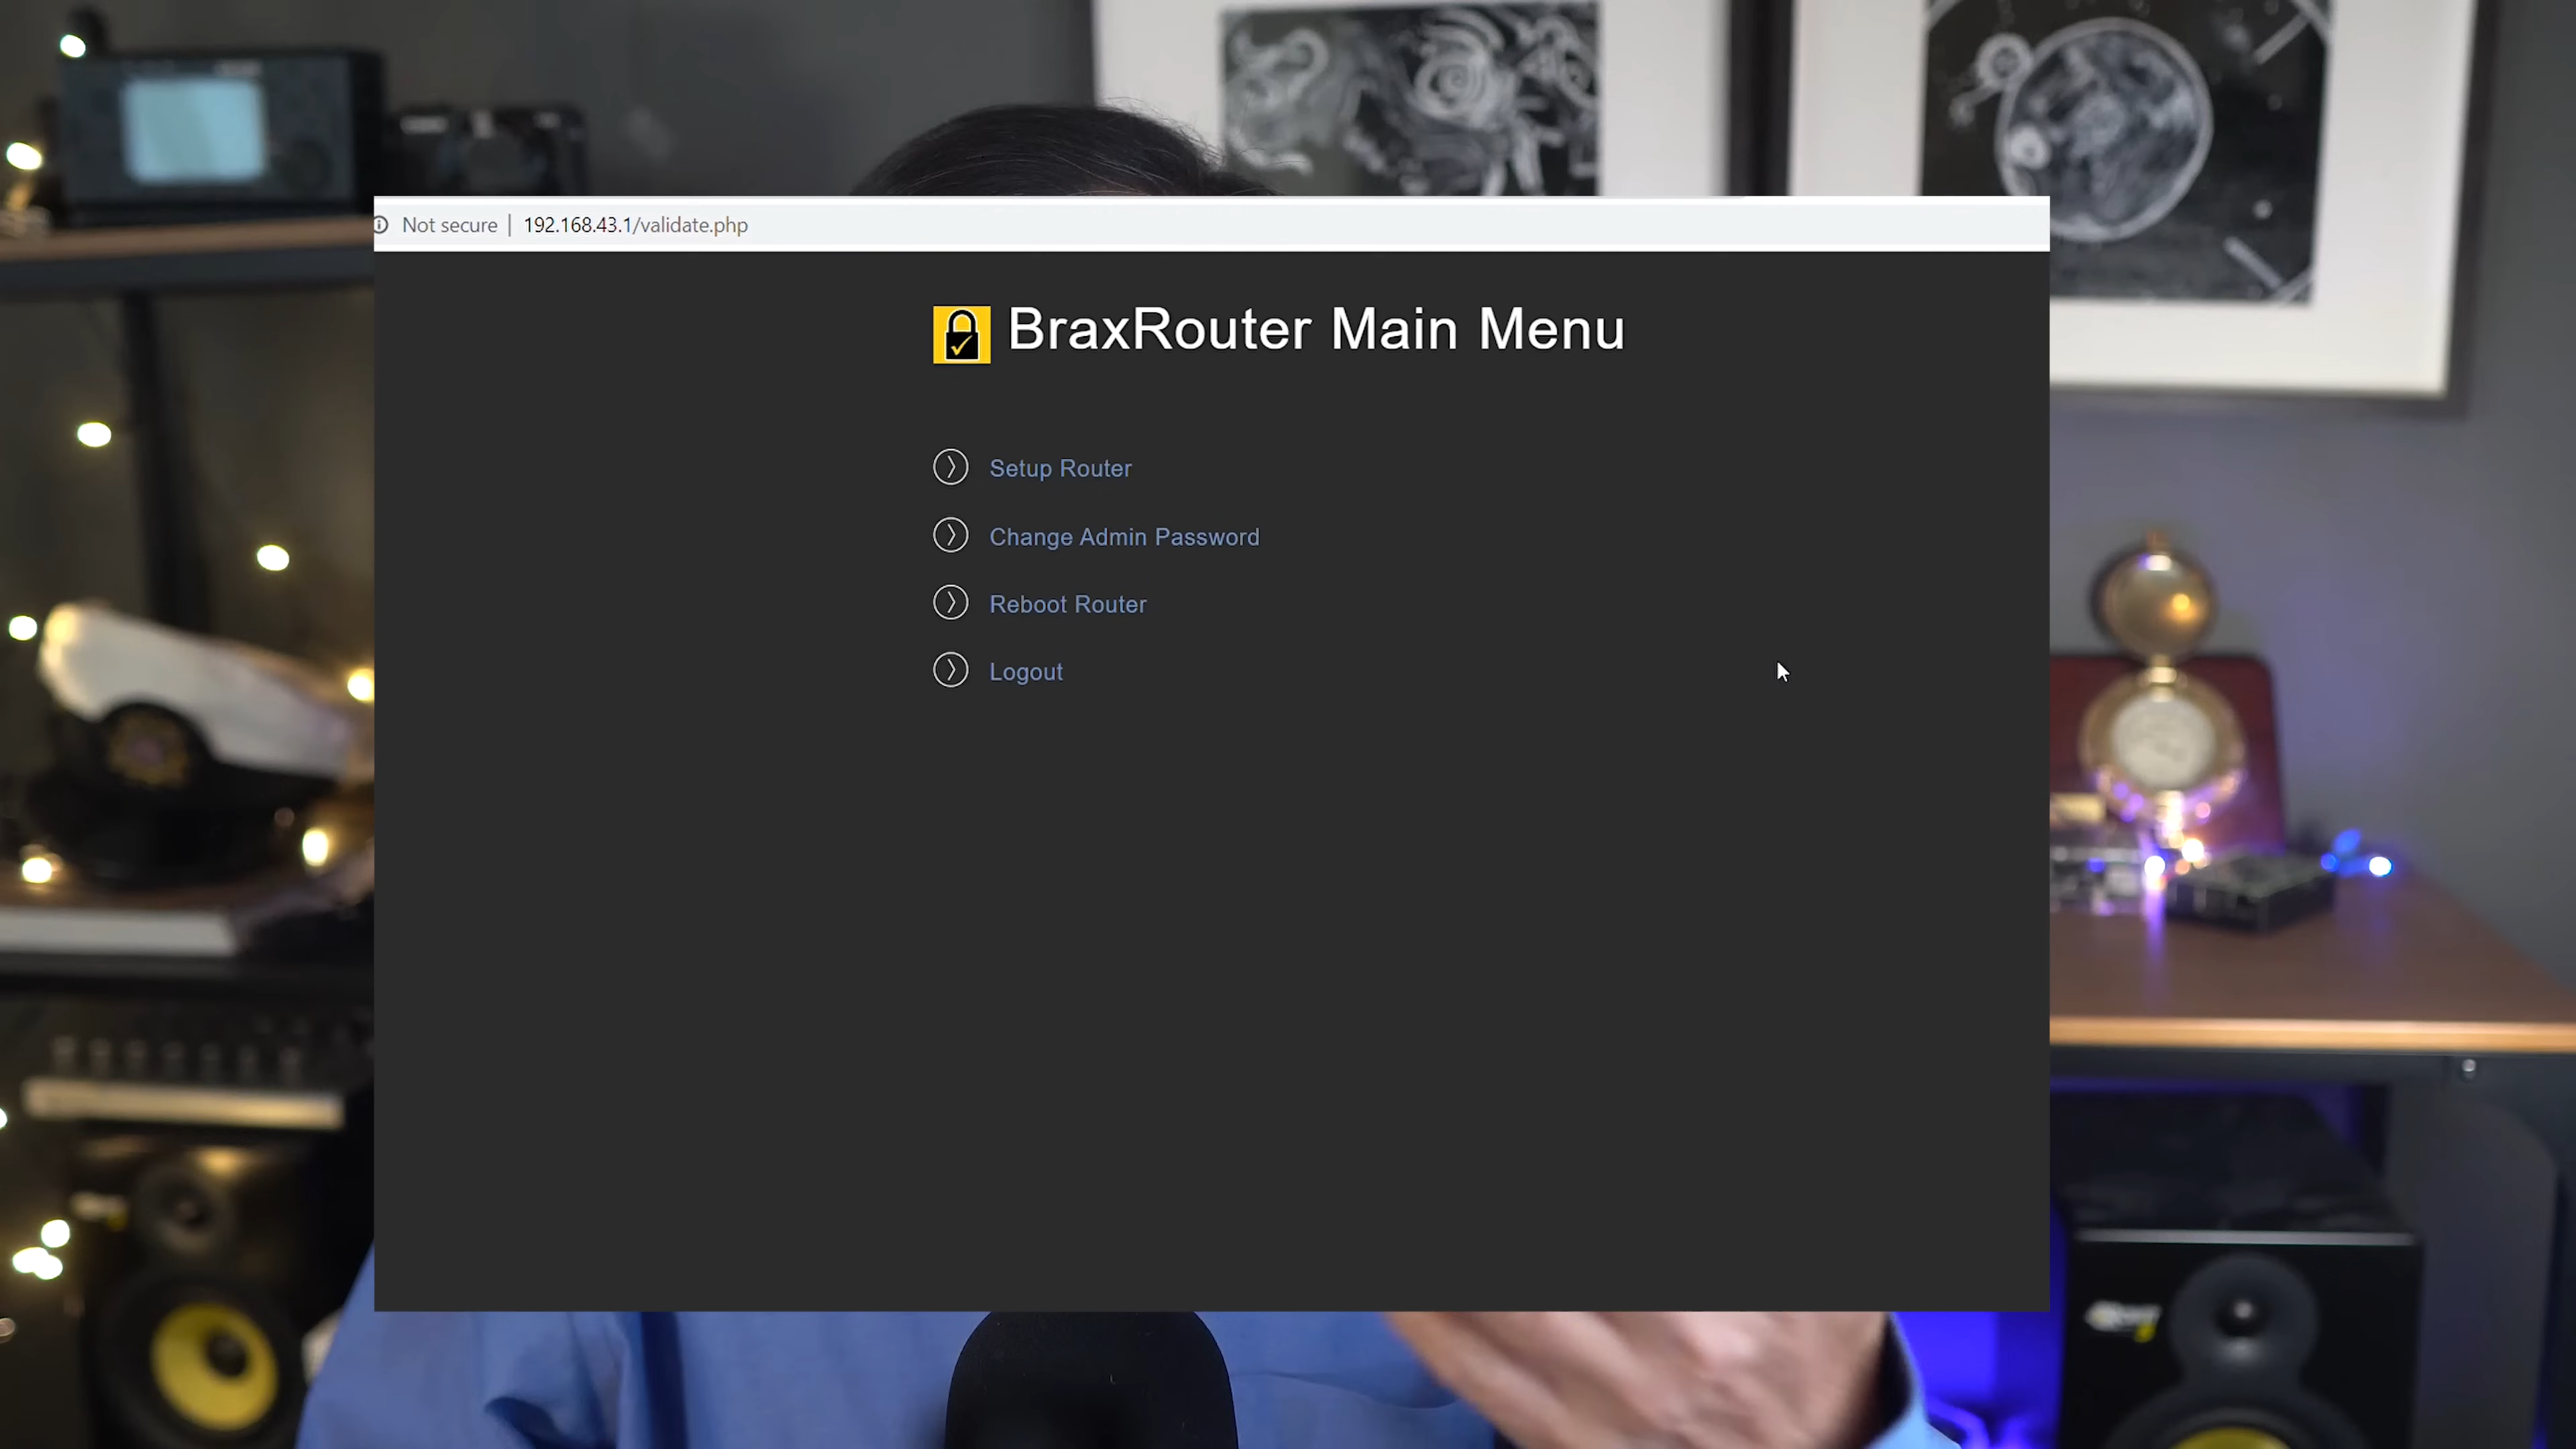 Not secure | 192.168.43.1/validate.php
BraxRouter Main Menu
Setup Router
Change Admin Password
Reboot Router
Logout